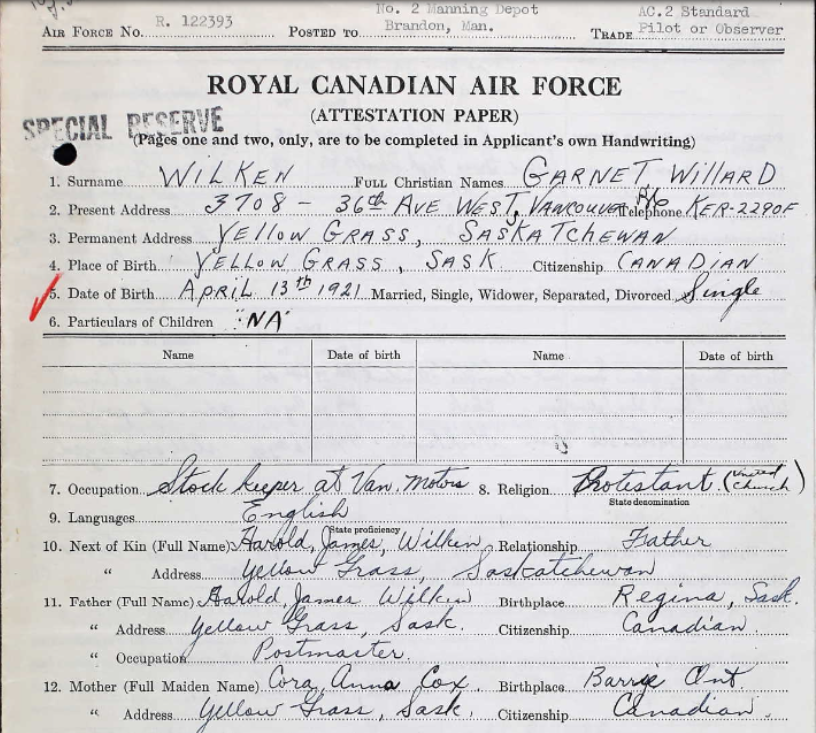 No. 2 Manning Depot AC.2 Standard
AIR FORCE NO. R. 122393 POSTED TO Brandon, Man. TRADE Pilot or Observer
ROYAL CANADIAN AIR FORCE
(ATTESTATION PAPER)
SPECIAL RESERVE
(Pages one and two, only, are to be completed in Applicant's own Handwriting)
1. Surname WILKEN FULL Christian Names GARNET WILLARD
2. Present Address 3708 - 36th AVE WEST, VANCOUVER Telephone KER-2290F
3. Permanent Address YELLOW GRASS, SASKATCHEWAN
4. Place of Birth YELLOW GRASS, SASK Citizenship CANADIAN
5. Date of Birth APRIL 13th 1921 Married, Single, Widower, Separated, Divorced Single
6. Particulars of Children "NA"
Name Date of birth Name Date of birth
7. Occupation Stock keeper at Van. Motors 8. Religion Protestant (United Church)
State denomination
9. Languages English
State proficiency
10. Next of Kin (Full Name) Harold, James, Wilken Relationship Father
" Address Yellow Grass, Saskatchewan
11. Father (Full Name) Harold, James Wilken Birthplace Regina, Sask.
" Address Yellow Grass, Sask. Citizenship Canadian.
" Occupation Postmaster.
12. Mother (Full Maiden Name) Cora, Anna Cox. Birthplace Barrie Ont.
" Address Yellow Grass, Sask. Citizenship Canadian.